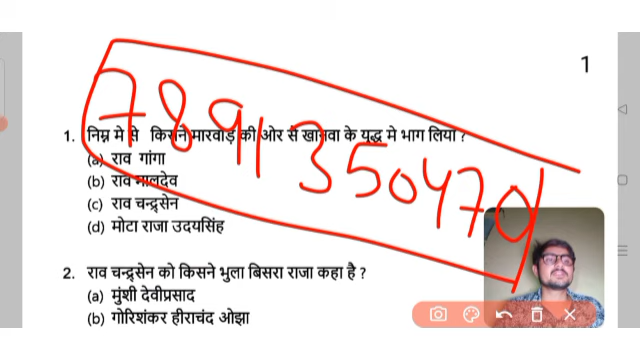 1
7891350470
1. निम्न मे से किसने मारवाड़ की ओर से खानवा के युद्ध मे भाग लिया ?
(a) राव गांगा
(b) राव मालदेव
(c) राव चन्द्रसेन
(d) मोटा राजा उदयसिंह
2. राव चन्द्रसेन को किसने भुला बिसरा राजा कहा है ?
(a) मुंशी देवीप्रसाद
(b) गोरिशंकर हीराचंद ओझा